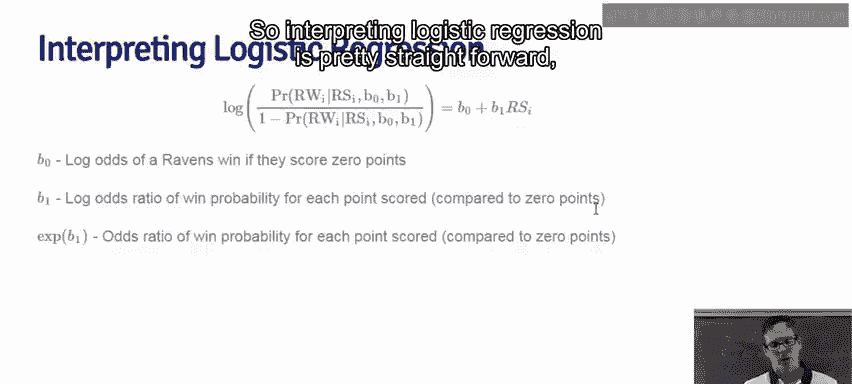 So interpreting logistic regression
is pretty straight forward,
Interpreting Logistic Regression
log(Pr(RWᵢ|RSᵢ, b₀, b₁) / (1 − Pr(RWᵢ|RSᵢ, b₀, b₁))) = b₀ + b₁RSᵢ
b₀ - Log odds of a Ravens win if they score zero points
b₁ - Log odds ratio of win probability for each point scored (compared to zero points)
exp(b₁) - Odds ratio of win probability for each point scored (compared to zero points)